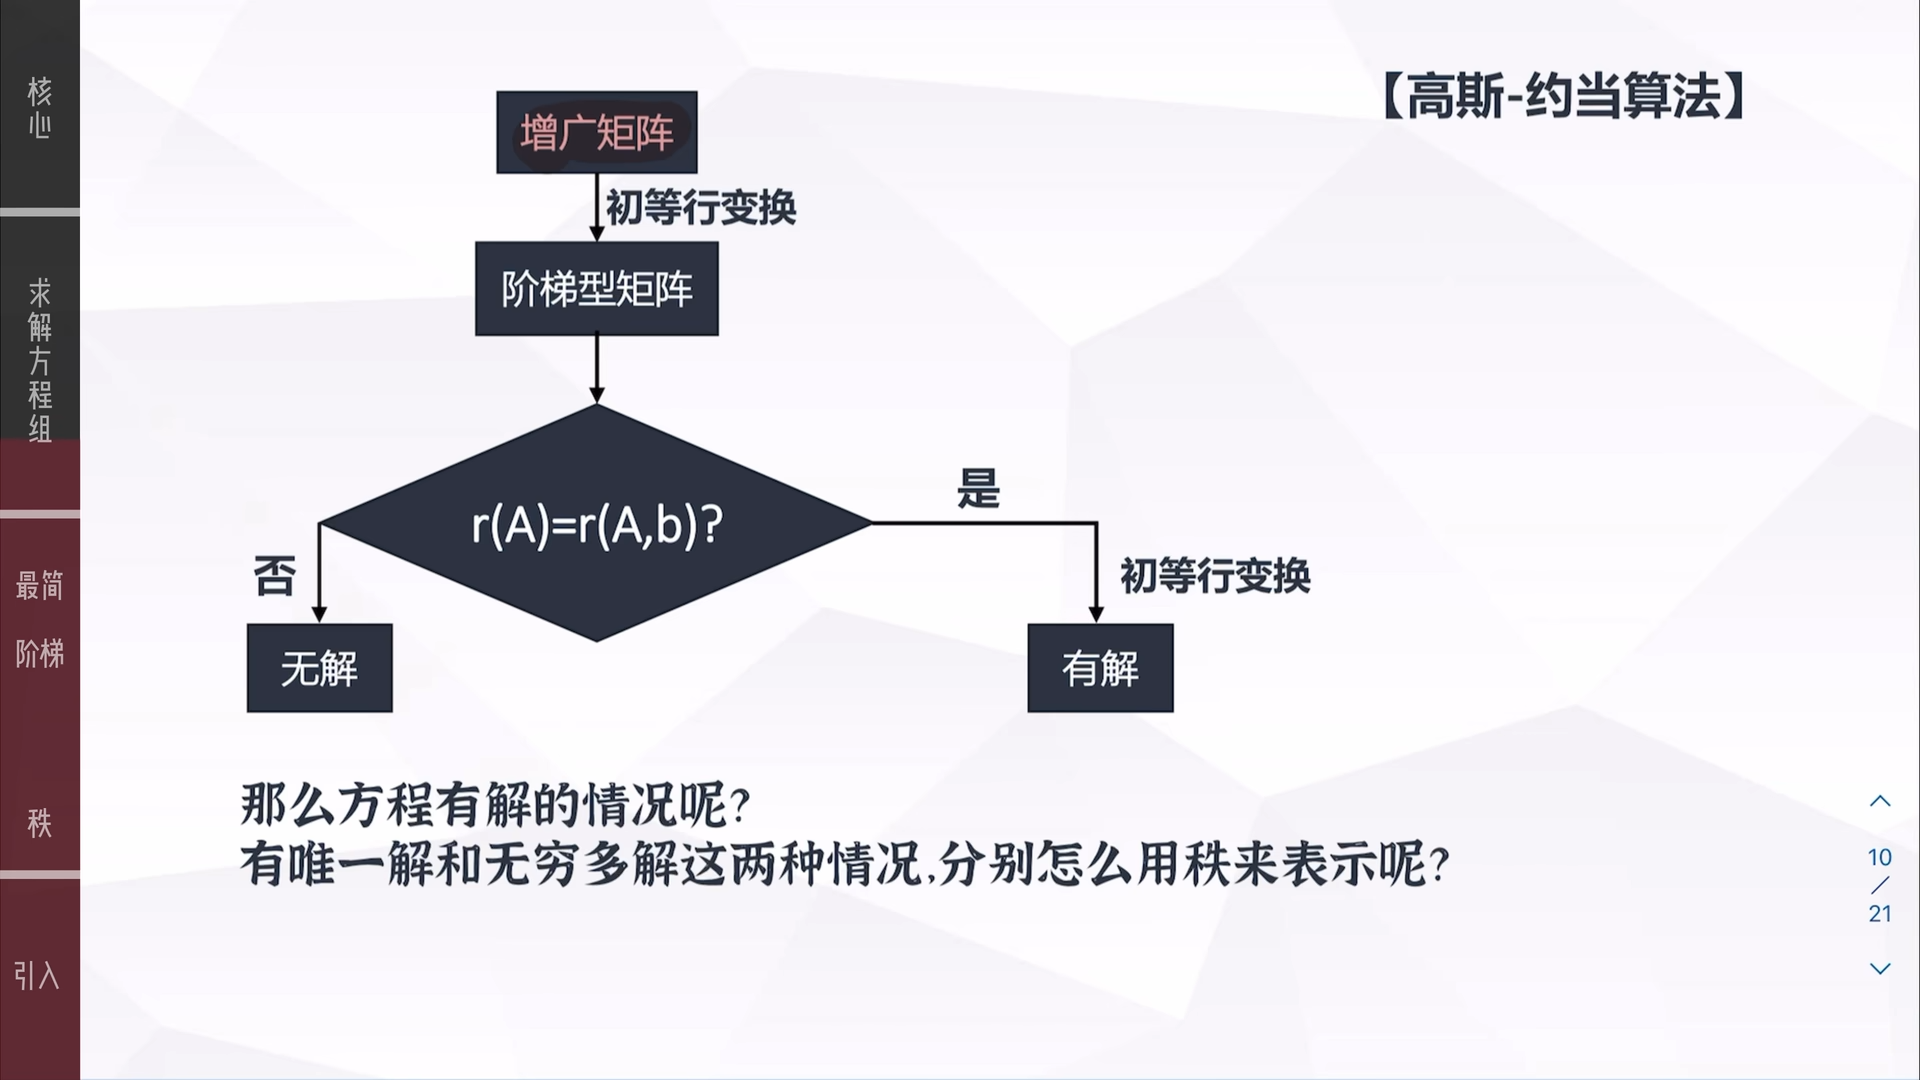 核心
求解方程组
最简
阶梯
秩
引入
【高斯-约当算法】
增广矩阵
初等行变换
阶梯型矩阵
r(A)=r(A,b)?
是
否
初等行变换
无解
有解
那么方程有解的情况呢?
有唯一解和无穷多解这两种情况,分别怎么用秩来表示呢?
10
/
21